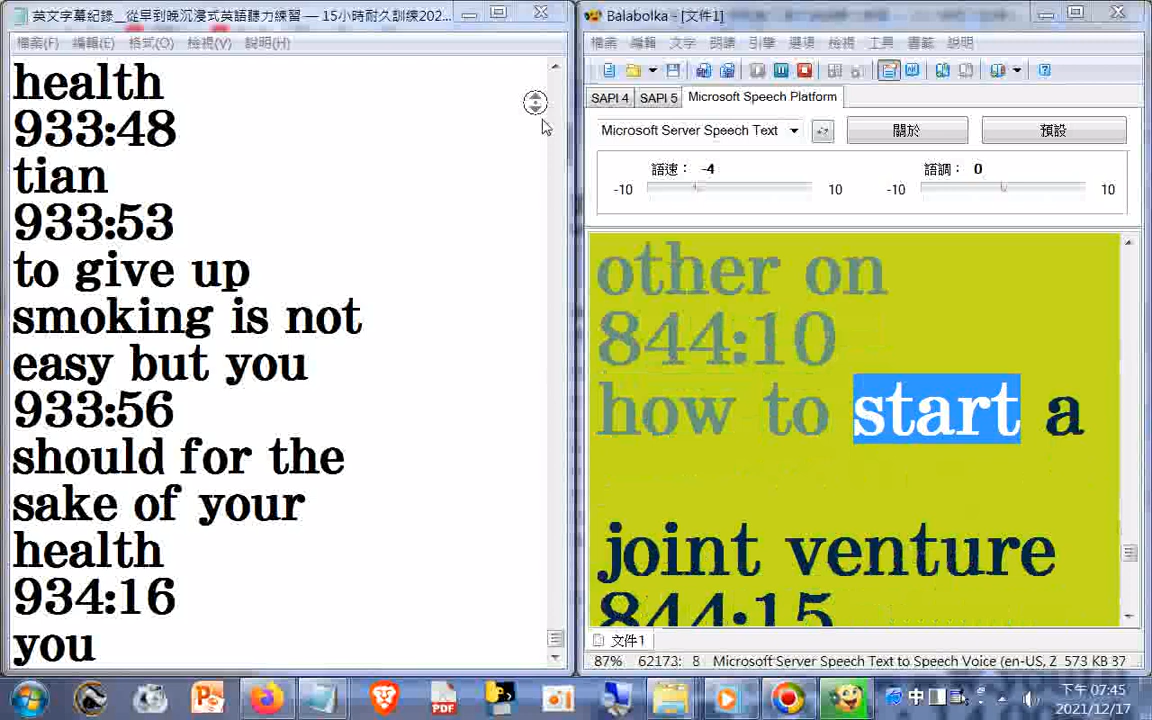 英文字幕紀錄__從早到晚沉浸式英語聽力練習 — 15小時耐久訓練202...
檔案(F) 編輯(E) 格式(O) 檢視(V) 說明(H)
health
933:48
tian
933:53
to give up
smoking is not
easy but you
933:56
should for the
sake of your
health
934:16
you
Balabolka - [文件1]
檔案 編輯 文字 朗讀 引擎 選項 檢視 工具 書籤 說明
SAPI 4 SAPI 5 Microsoft Speech Platform
Microsoft Server Speech Text 關於 預設
語速： -4 語調： 0
-10 10 -10 10
other on
844:10
how to start a
joint venture
844:15
文件1
87% 62173: 8 Microsoft Server Speech Text to Speech Voice (en-US, Z 573 KB 37
PDF
中
下午 07:45
2021/12/17